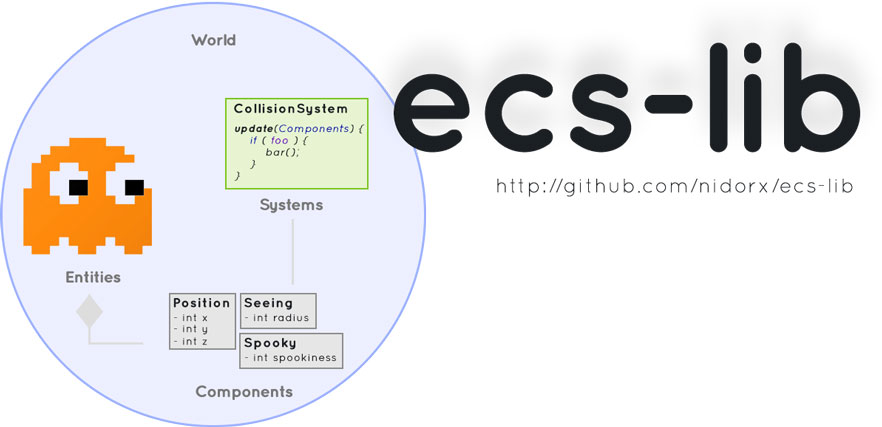 World
ecs-lib
http://github.com/nidorx/ecs-lib
CollisionSystem
update(Components) {
if ( foo ) {
bar();
}
}
Systems
Entities
Position
- int x
- int y
- int z
Seeing
- int radius
Spooky
- int spookiness
Components